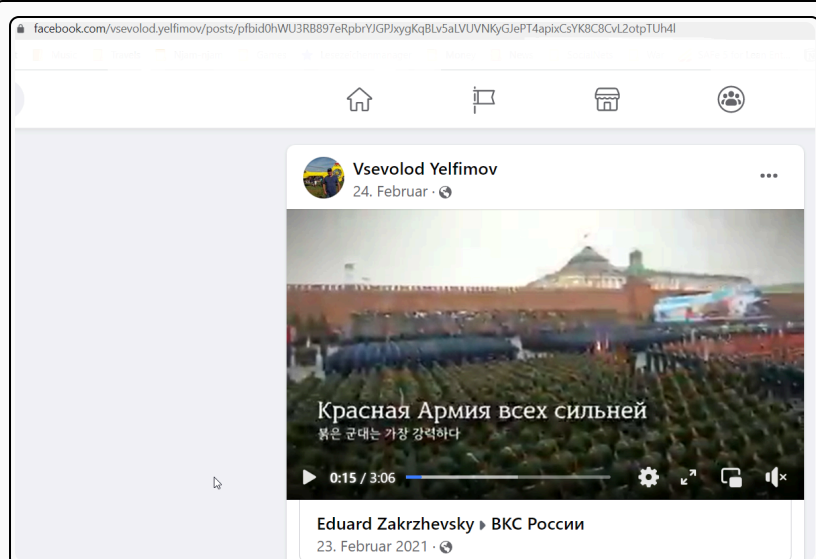 facebook.com/vsevolod.yelfimov/posts/pfbid0hWU3RB897eRpbrYJGPJxygKqBLv5aLVUVNKyGJePT4apixCsYK8C8CvL2otpTUh4l
Vsevolod Yelfimov
24. Februar ·
Красная Армия всех сильней
붉은 군대는 가장 강력하다
0:15 / 3:06
Eduard Zakrzhevsky ▸ ВКС России
23. Februar 2021 ·